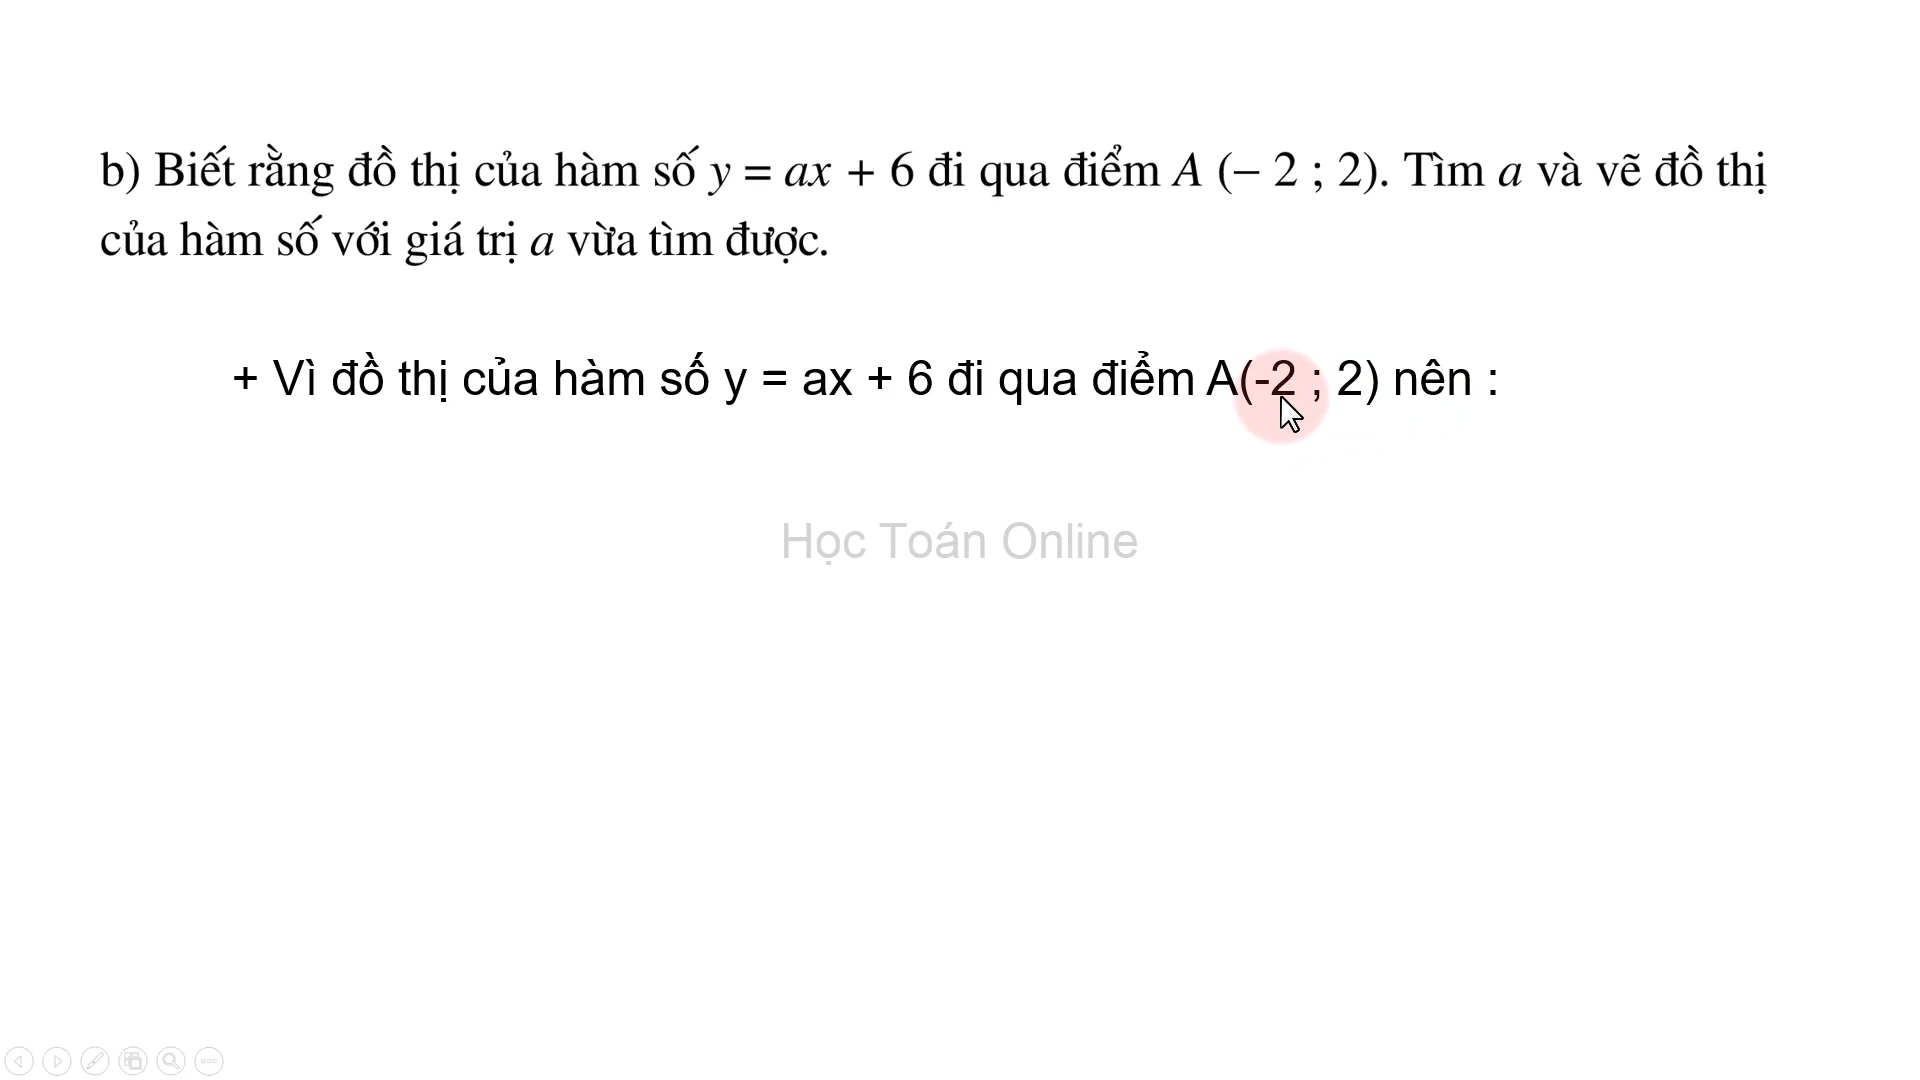 b) Biết rằng đồ thị của hàm số y = ax + 6 đi qua điểm A (– 2 ; 2). Tìm a và vẽ đồ thị
của hàm số với giá trị a vừa tìm được.
+ Vì đồ thị của hàm số y = ax + 6 đi qua điểm A(-2 ; 2) nên :
Học Toán Online